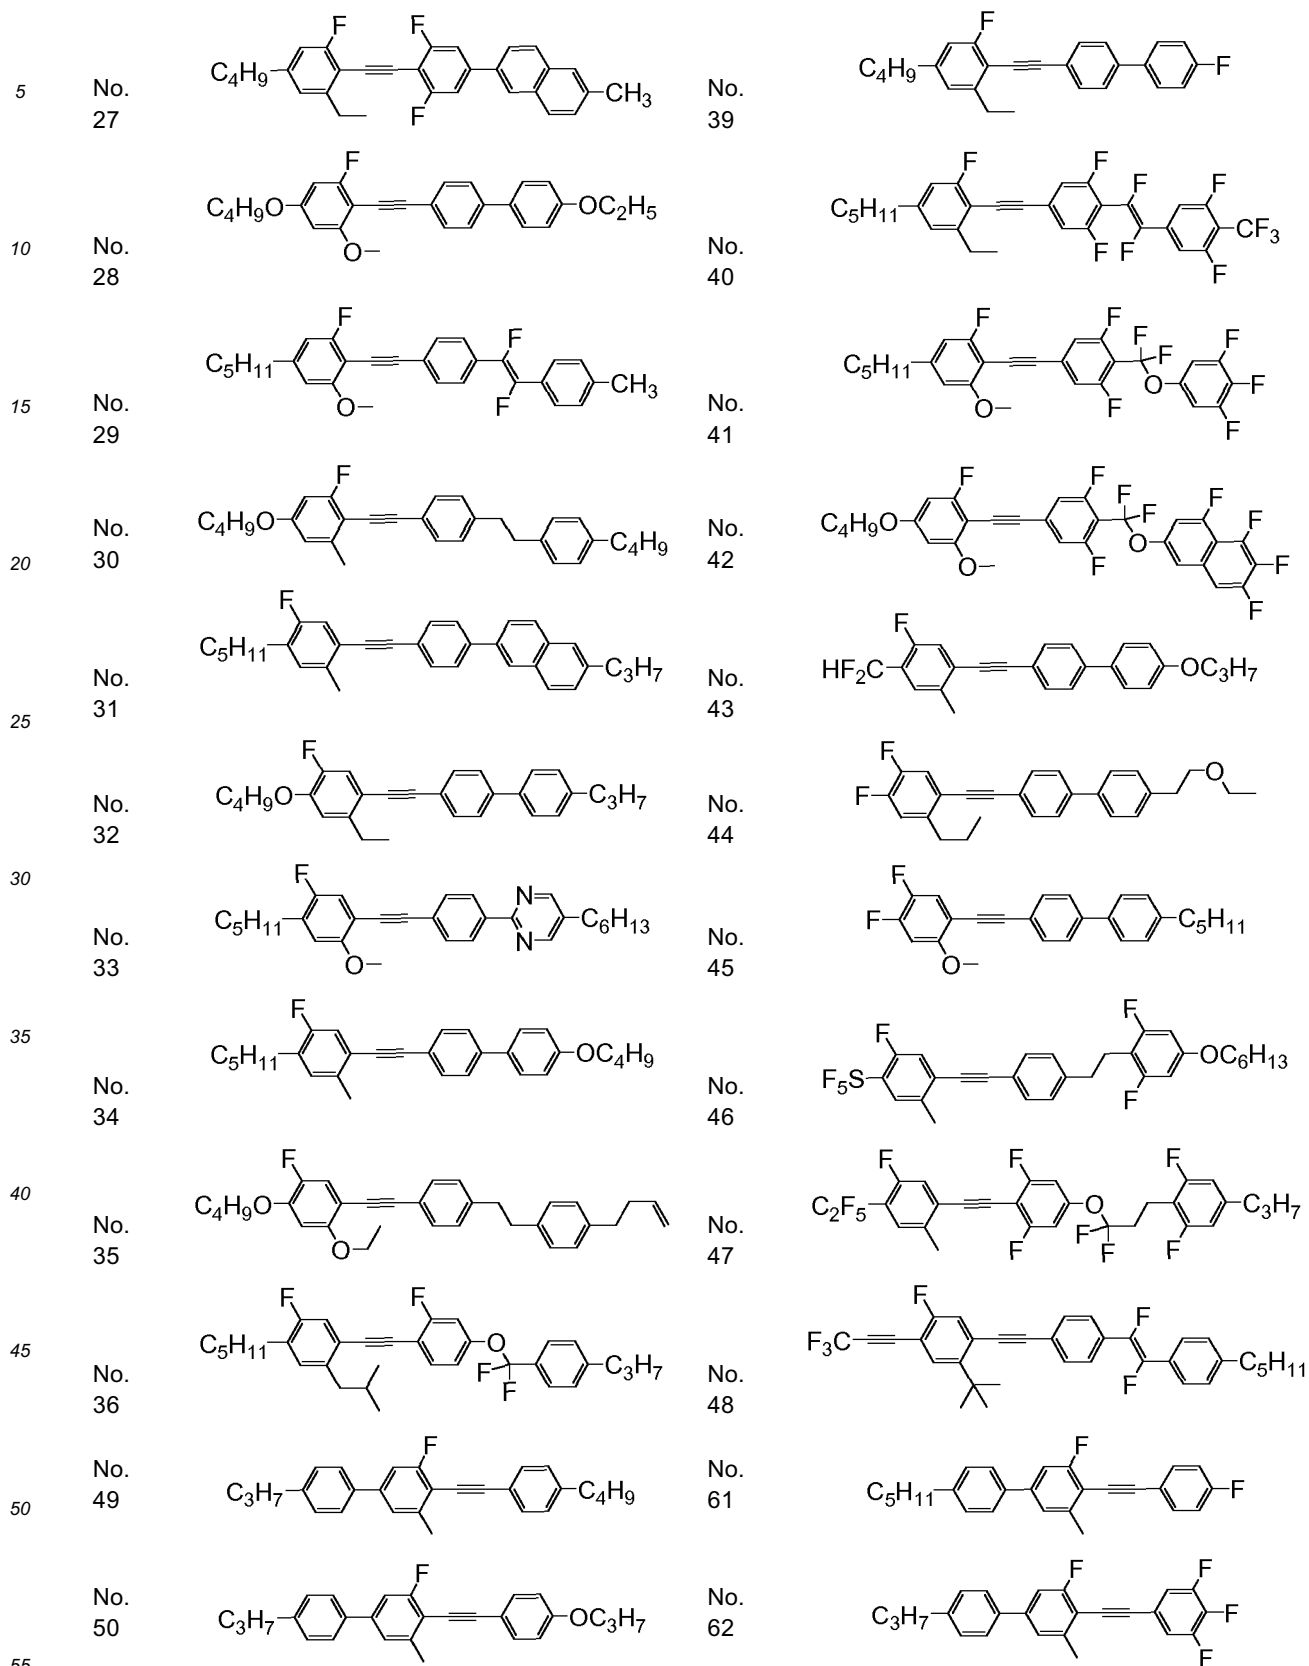 F F F
C4H9 C4H9 F
5 No. CH3 No.
27 F 39
F F F F F
C4H9O OC2H5 C5H11 CF3
10 No. O No. F F F
28 40
F F F F F F
C5H11 CH3 C5H11 F
15 No. O F No. O F O F
29 41
F F F F F F
C4H9O C4H9O F
No. C4H9 No. O F O F
20 30 42
F F
C5H11 C3H7 HF2C OC3H7
No. No.
31 43
25
F F O
C4H9O C3H7 F
No. No.
32 44
30 F N F
C5H11 C6H13 F C5H11
No. N No.
33 O 45 O
35 F F F
C5H11 OC4H9 F5S OC6H13
No. No. F
34 46
F F F F
40 C4H9O C2F5 O C3H7
No. O No. F F F F
35 47
F F O F F
45 C5H11 F3C C5H11
No. F F C3H7 No. F
36 48
No. F No. F
49 C3H7 C4H9 61 C5H11 F
50
No. F No. F F
50 C3H7 OC3H7 62 C3H7 F
F
55